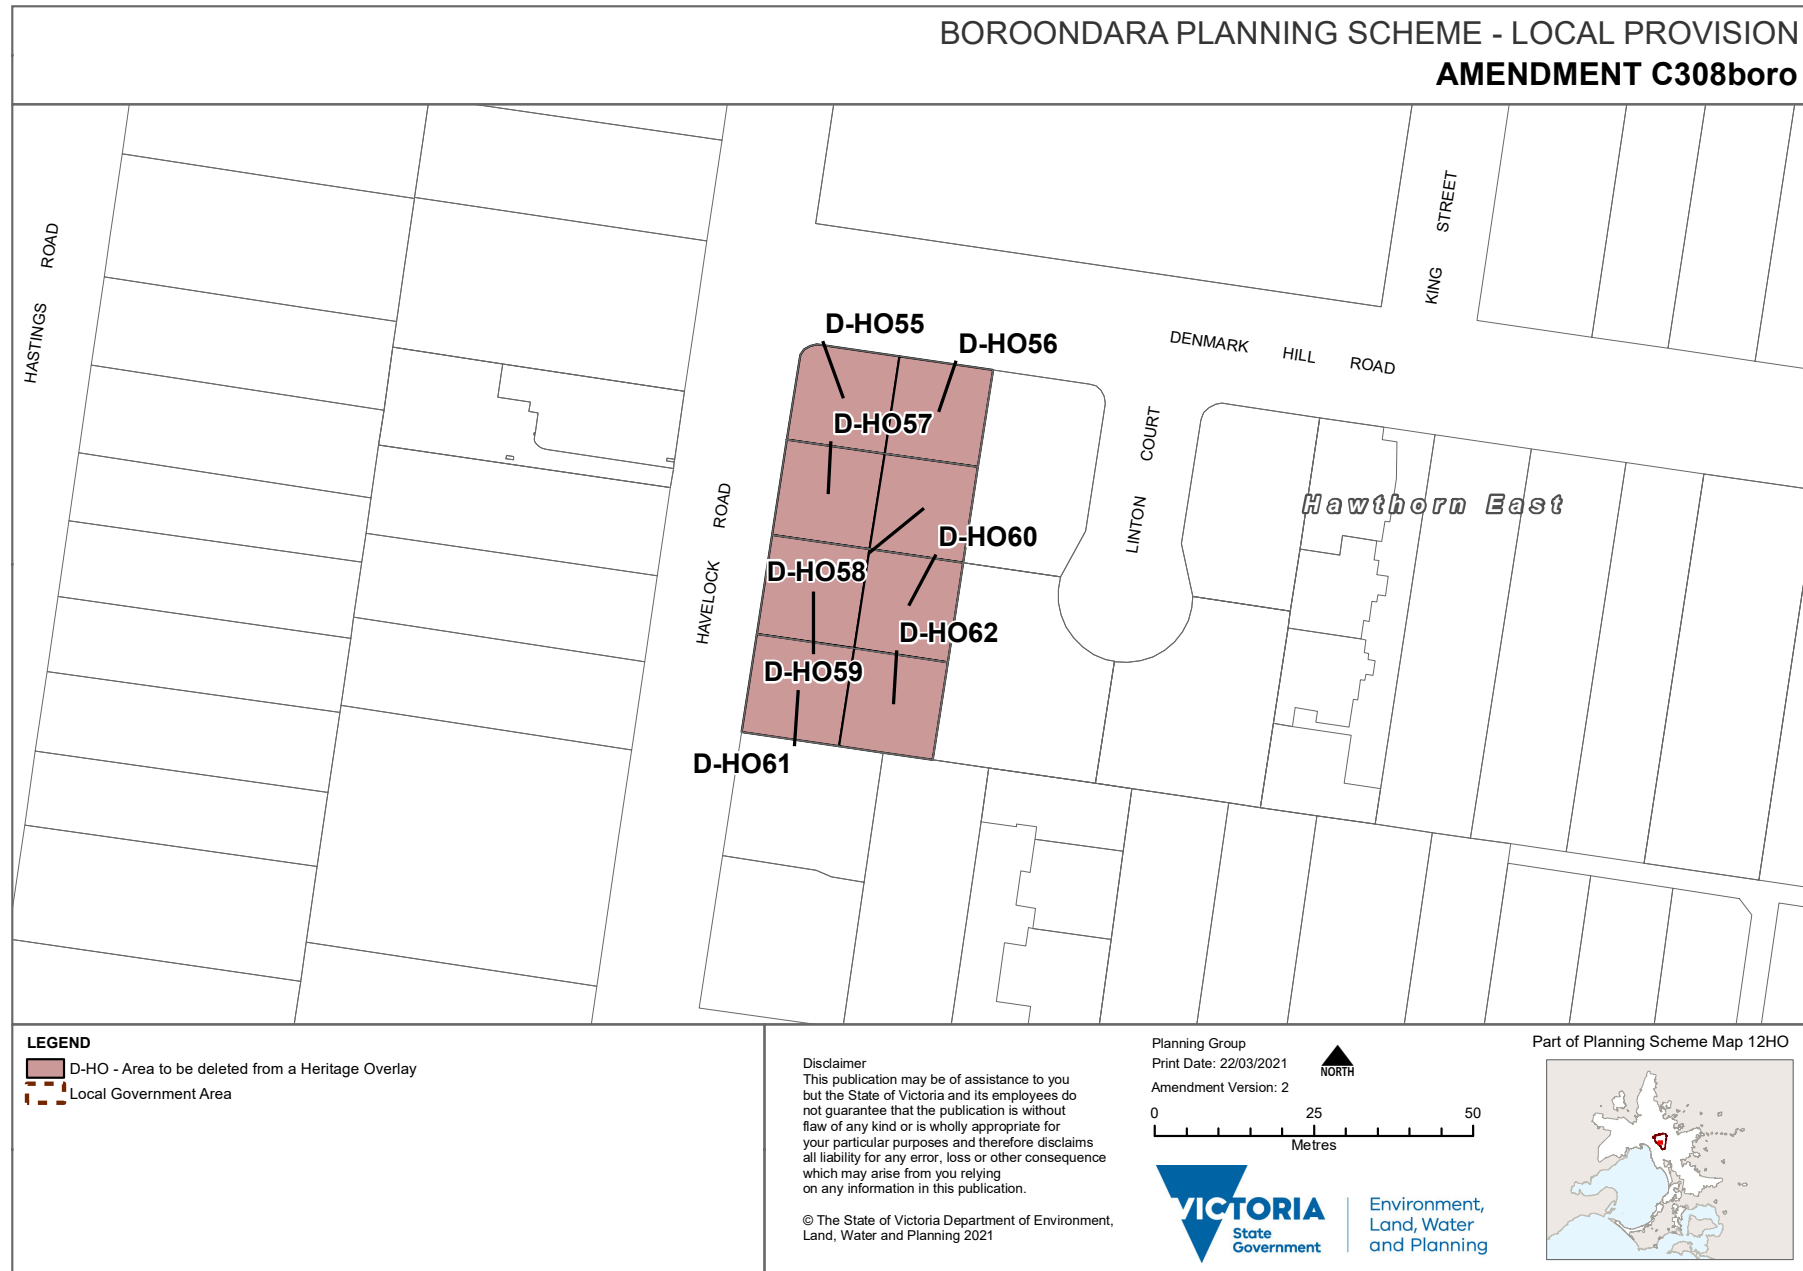 BOROONDARA PLANNING SCHEME - LOCAL PROVISION
AMENDMENT C308boro
HASTINGS ROAD
HAVELOCK ROAD
KING STREET
DENMARK HILL ROAD
LINTON COURT
Hawthorn East
D-HO55
D-HO56
D-HO57
D-HO60
D-HO58
D-HO62
D-HO59
D-HO61
LEGEND
D-HO - Area to be deleted from a Heritage Overlay
Local Government Area
Disclaimer
This publication may be of assistance to you
but the State of Victoria and its employees do
not guarantee that the publication is without
flaw of any kind or is wholly appropriate for
your particular purposes and therefore disclaims
all liability for any error, loss or other consequence
which may arise from you relying
on any information in this publication.
© The State of Victoria Department of Environment,
Land, Water and Planning 2021
Planning Group
Print Date: 22/03/2021
Amendment Version: 2
NORTH
0 25 50
Metres
VICTORIA
State
Government
Environment,
Land, Water
and Planning
Part of Planning Scheme Map 12HO